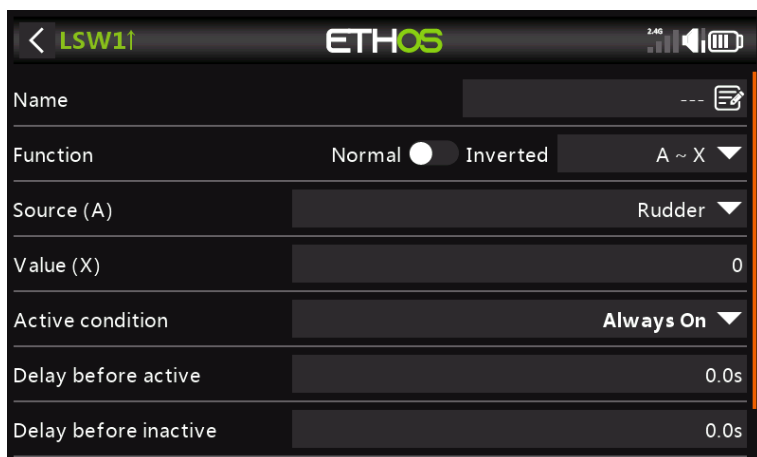 LSW1↑ ETHOS 2.4G
Name ---
Function Normal Inverted A ~ X
Source (A) Rudder
Value (X) 0
Active condition Always On
Delay before active 0.0s
Delay before inactive 0.0s